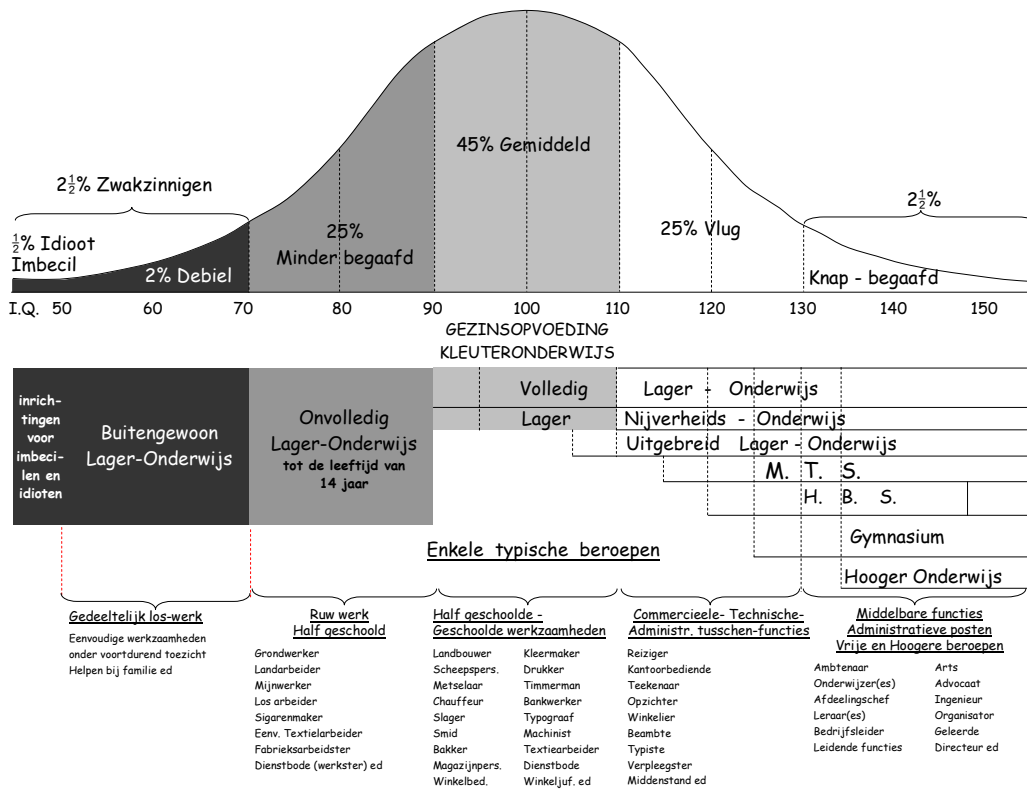 45% Gemiddeld
2½% Zwakzinnigen
2½%
½% Idioot
Imbecil
25%
Minder begaafd
25% Vlug
2% Debiel
Knap - begaafd
I.Q. 50 60 70 80 90 100 110 120 130 140 150
GEZINSOPVOEDING
KLEUTERONDERWIJS
inrich-
tingen
voor
imbeci-
len en
idioten
Buitengewoon
Lager-Onderwijs
Onvolledig
Lager-Onderwijs
tot de leeftijd van
14 jaar
Volledig Lager - Onderwijs
Lager Nijverheids - Onderwijs
Uitgebreid Lager - Onderwijs
M. T. S.
H. B. S.
Gymnasium
Hooger Onderwijs
Enkele typische beroepen
Gedeeltelijk los-werk
Eenvoudige werkzaamheden
onder voortdurend toezicht
Helpen bij familie ed
Ruw werk
Half geschoold
Grondwerker
Landarbeider
Mijnwerker
Los arbeider
Sigarenmaker
Eenv. Textielarbeider
Fabrieksarbeidster
Dienstbode (werkster) ed
Half geschoolde -
Geschoolde werkzaamheden
Landbouwer
Scheepspers.
Metselaar
Chauffeur
Slager
Smid
Bakker
Magazijnpers.
Winkelbed.
Kleermaker
Drukker
Timmerman
Bankwerker
Typograaf
Machinist
Textiearbeider
Dienstbode
Winkeljuf. ed
Commercieele- Technische-
Administr. tusschen-functies
Reiziger
Kantoorbediende
Teekenaar
Opzichter
Winkelier
Beambte
Typiste
Verpleegster
Middenstand ed
Middelbare functies
Administratieve posten
Vrije en Hoogere beroepen
Ambtenaar
Onderwijzer(es)
Afdeelingschef
Leraar(es)
Bedrijfsleider
Leidende functies
Arts
Advocaat
Ingenieur
Organisator
Geleerde
Directeur ed